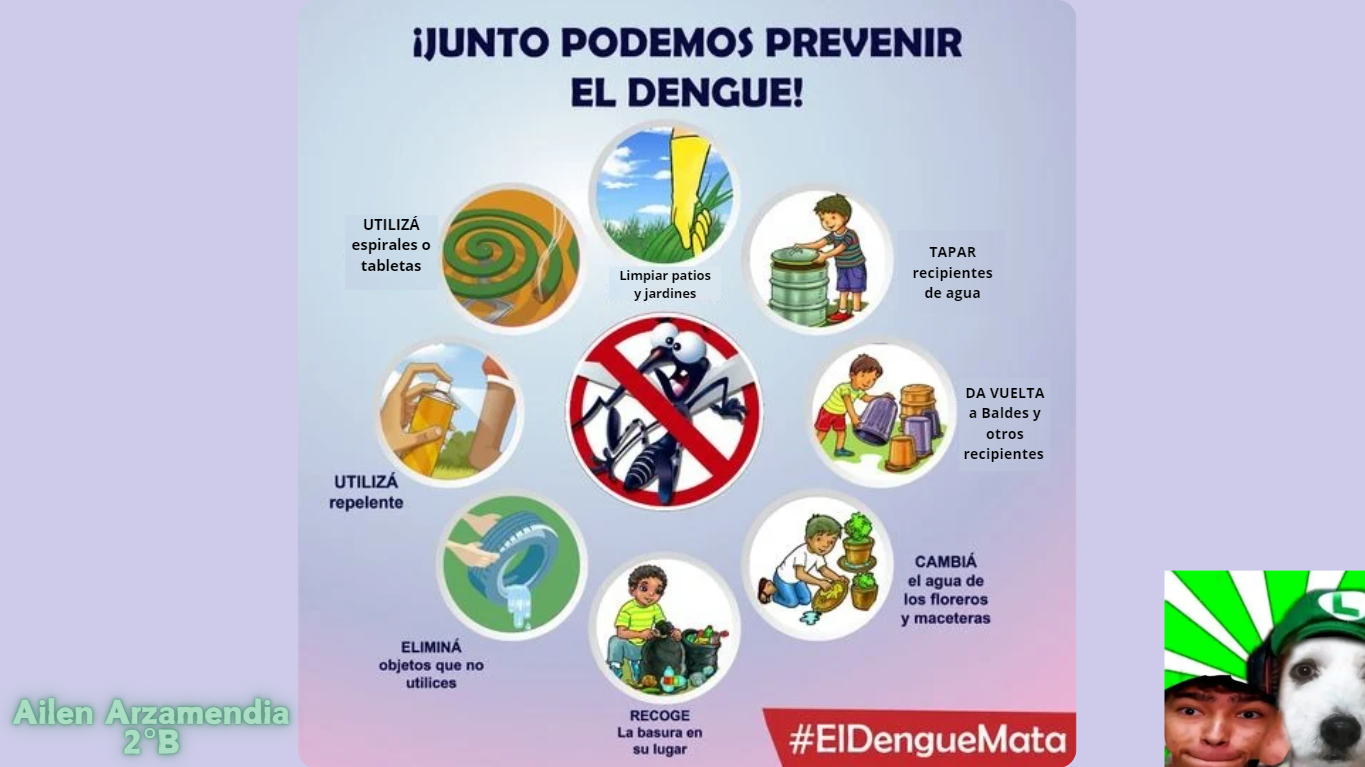 ¡JUNTO PODEMOS PREVENIR
EL DENGUE!
Limpiar patios
y jardines
TAPAR
recipientes
de agua
DA VUELTA
a Baldes y
otros
recipientes
CAMBIÁ
el agua de
los floreros
y maceteras
RECOGE
La basura en
su lugar
ELIMINÁ
objetos que no
utilices
UTILIZÁ
repelente
UTILIZÁ
espirales o
tabletas
#ElDengueMata
Ailen Arzamendia
2°B
L